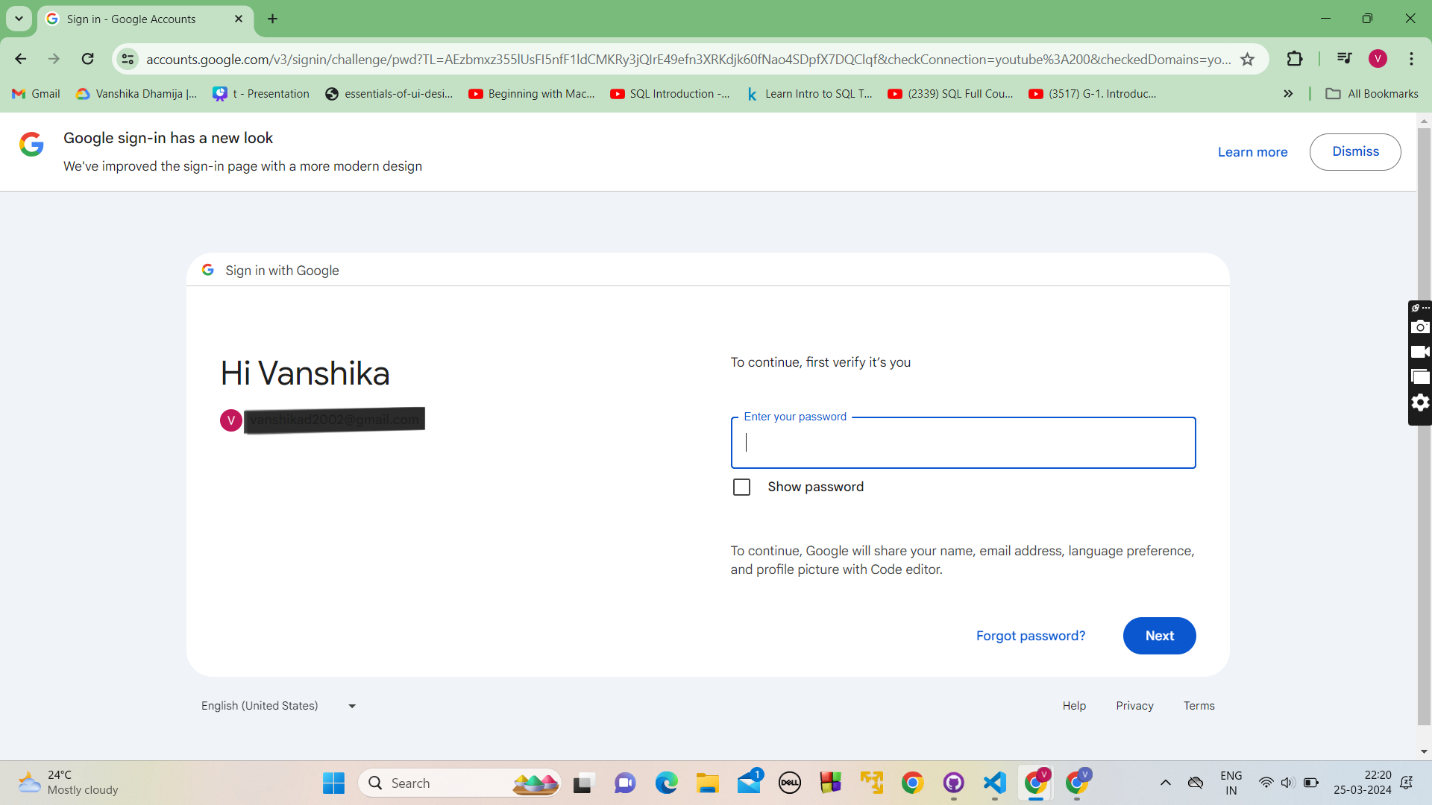 Sign in - Google Accounts
accounts.google.com/v3/signin/challenge/pwd?TL=AEzbmxz355lUsFI5nfF1IdCMKRy3jQIrE49efn3XRKdjk60fNao4SDpfX7DQClqf&checkConnection=youtube%3A200&checkedDomains=yo...
V
Gmail
Vanshika Dhamija |...
t - Presentation
essentials-of-ui-desi...
Beginning with Mac...
SQL Introduction -...
Learn Intro to SQL T...
(2339) SQL Full Cou...
(3517) G-1. Introduc...
»
All Bookmarks
Google sign-in has a new look
We've improved the sign-in page with a more modern design
Learn more
Dismiss
Sign in with Google
Hi Vanshika
V
To continue, first verify it's you
Enter your password
Show password
To continue, Google will share your name, email address, language preference,
and profile picture with Code editor.
Forgot password?
Next
English (United States)
Help
Privacy
Terms
24°C
Mostly cloudy
Search
1
DELL
V
V
ENG
IN
22:20
25-03-2024